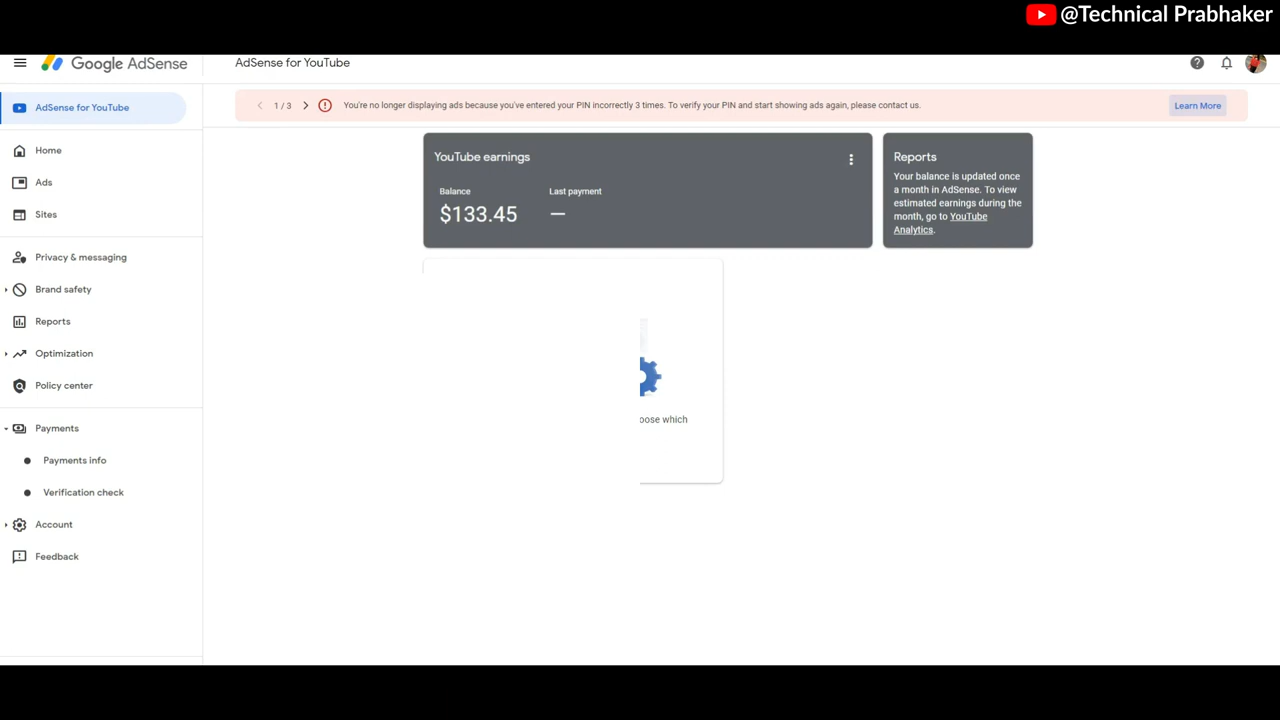 @Technical Prabhaker
Google AdSense
AdSense for YouTube
AdSense for YouTube
1 / 3
You're no longer displaying ads because you've entered your PIN incorrectly 3 times. To verify your PIN and start showing ads again, please contact us.
Learn More
Home
Ads
Sites
Privacy & messaging
Brand safety
Reports
Optimization
Policy center
Payments
Payments info
Verification check
Account
Feedback
YouTube earnings
Balance
Last payment
$133.45
—
Reports
Your balance is updated once
a month in AdSense. To view
estimated earnings during the
month, go to YouTube
Analytics.
which